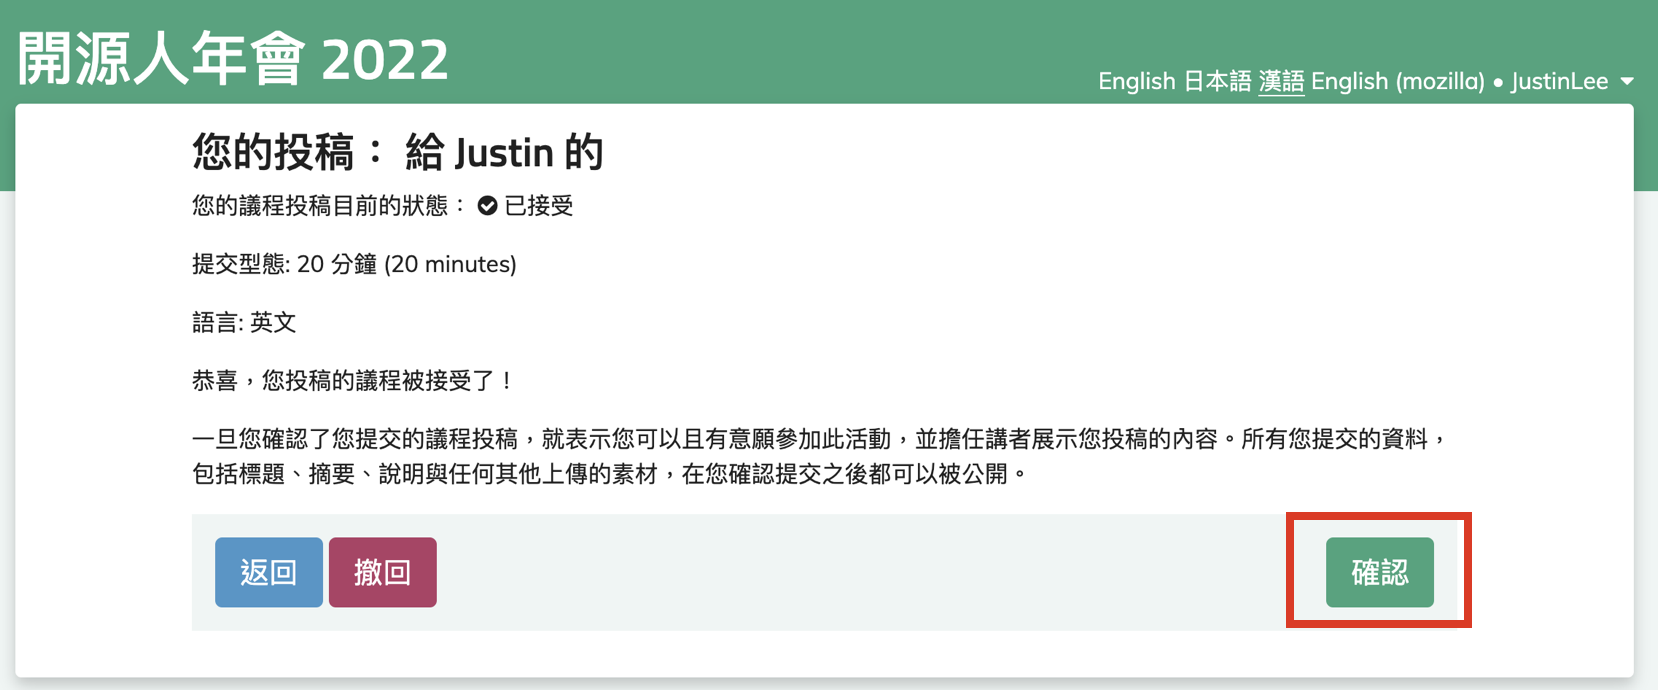 開源人年會 2022
English 日本語 漢語 English (mozilla) • JustinLee
您的投稿： 給 Justin 的
您的議程投稿目前的狀態： 已接受
提交型態: 20 分鐘 (20 minutes)
語言: 英文
恭喜，您投稿的議程被接受了！
一旦您確認了您提交的議程投稿，就表示您可以且有意願參加此活動，並擔任講者展示您投稿的內容。所有您提交的資料，
包括標題、摘要、說明與任何其他上傳的素材，在您確認提交之後都可以被公開。
返回 撤回 確認